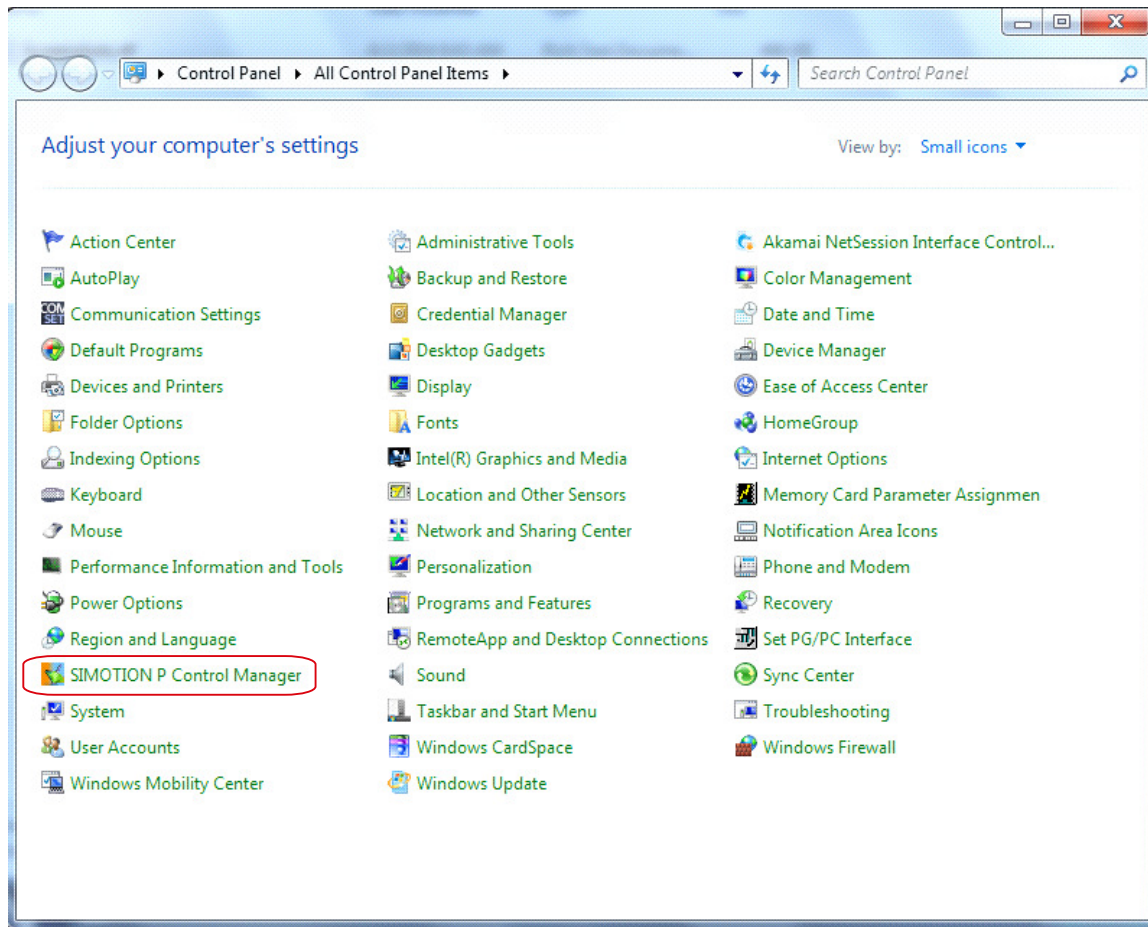 Control Panel All Control Panel Items Search Control Panel
Adjust your computer's settings View by: Small icons
Action Center Administrative Tools Akamai NetSession Interface Control...
AutoPlay Backup and Restore Color Management
COM SET Communication Settings Credential Manager Date and Time
Default Programs Desktop Gadgets Device Manager
Devices and Printers Display Ease of Access Center
Folder Options Fonts HomeGroup
Indexing Options Intel(R) Graphics and Media Internet Options
Keyboard Location and Other Sensors Memory Card Parameter Assignmen
Mouse Network and Sharing Center Notification Area Icons
Performance Information and Tools Personalization Phone and Modem
Power Options Programs and Features Recovery
Region and Language RemoteApp and Desktop Connections Set PG/PC Interface
SIMOTION P Control Manager Sound Sync Center
System Taskbar and Start Menu Troubleshooting
User Accounts Windows CardSpace Windows Firewall
Windows Mobility Center Windows Update